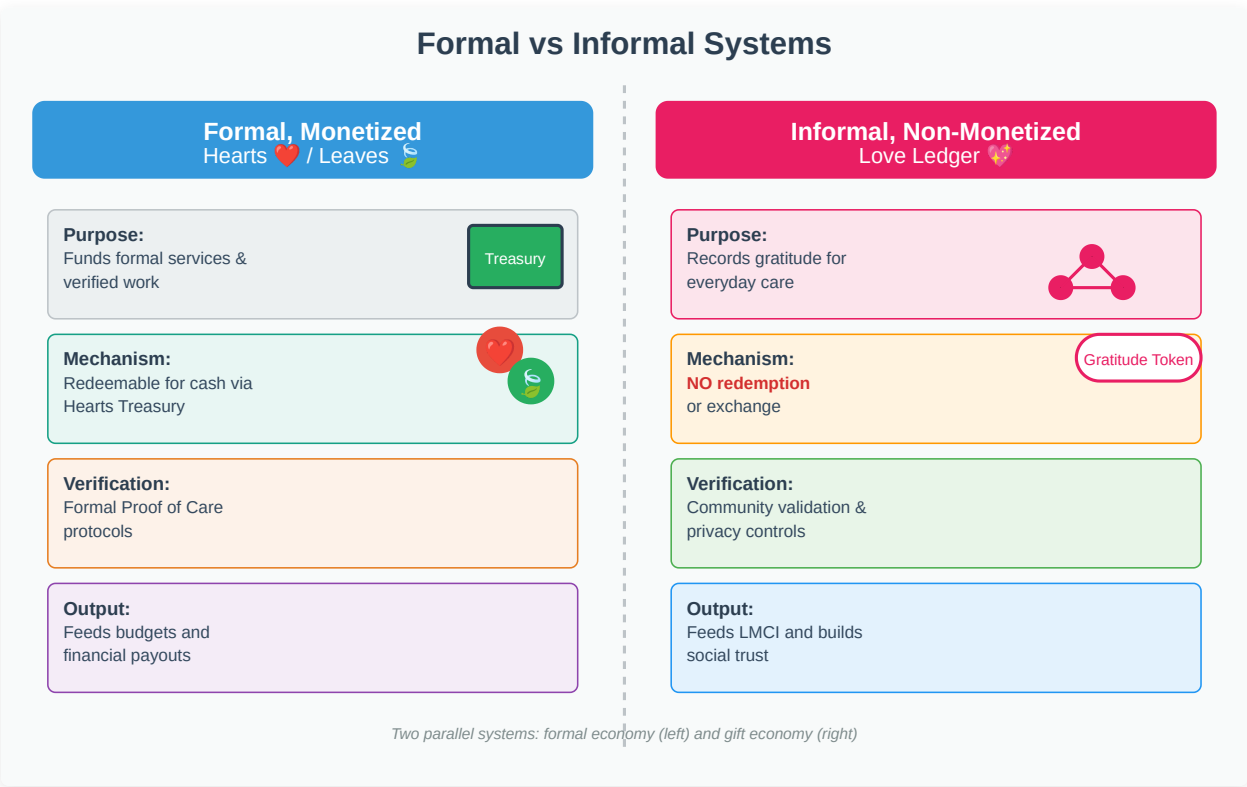 Formal vs Informal Systems
Formal, Monetized
Hearts ❤️ / Leaves 🍃
Purpose:
Funds formal services &
verified work
Treasury
Mechanism:
Redeemable for cash via
Hearts Treasury
Verification:
Formal Proof of Care
protocols
Output:
Feeds budgets and
financial payouts
Informal, Non-Monetized
Love Ledger 💖
Purpose:
Records gratitude for
everyday care
Mechanism:
NO redemption
or exchange
Gratitude Token
Verification:
Community validation &
privacy controls
Output:
Feeds LMCI and builds
social trust
Two parallel systems: formal economy (left) and gift economy (right)